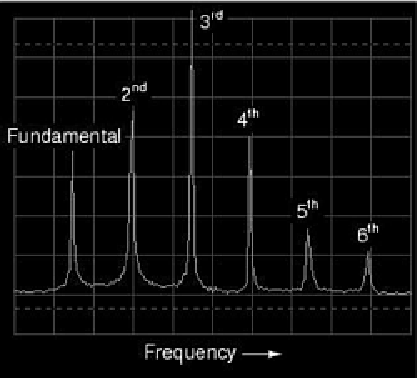 3rd
2nd
4th
Fundamental
5th
6th
Frequency →